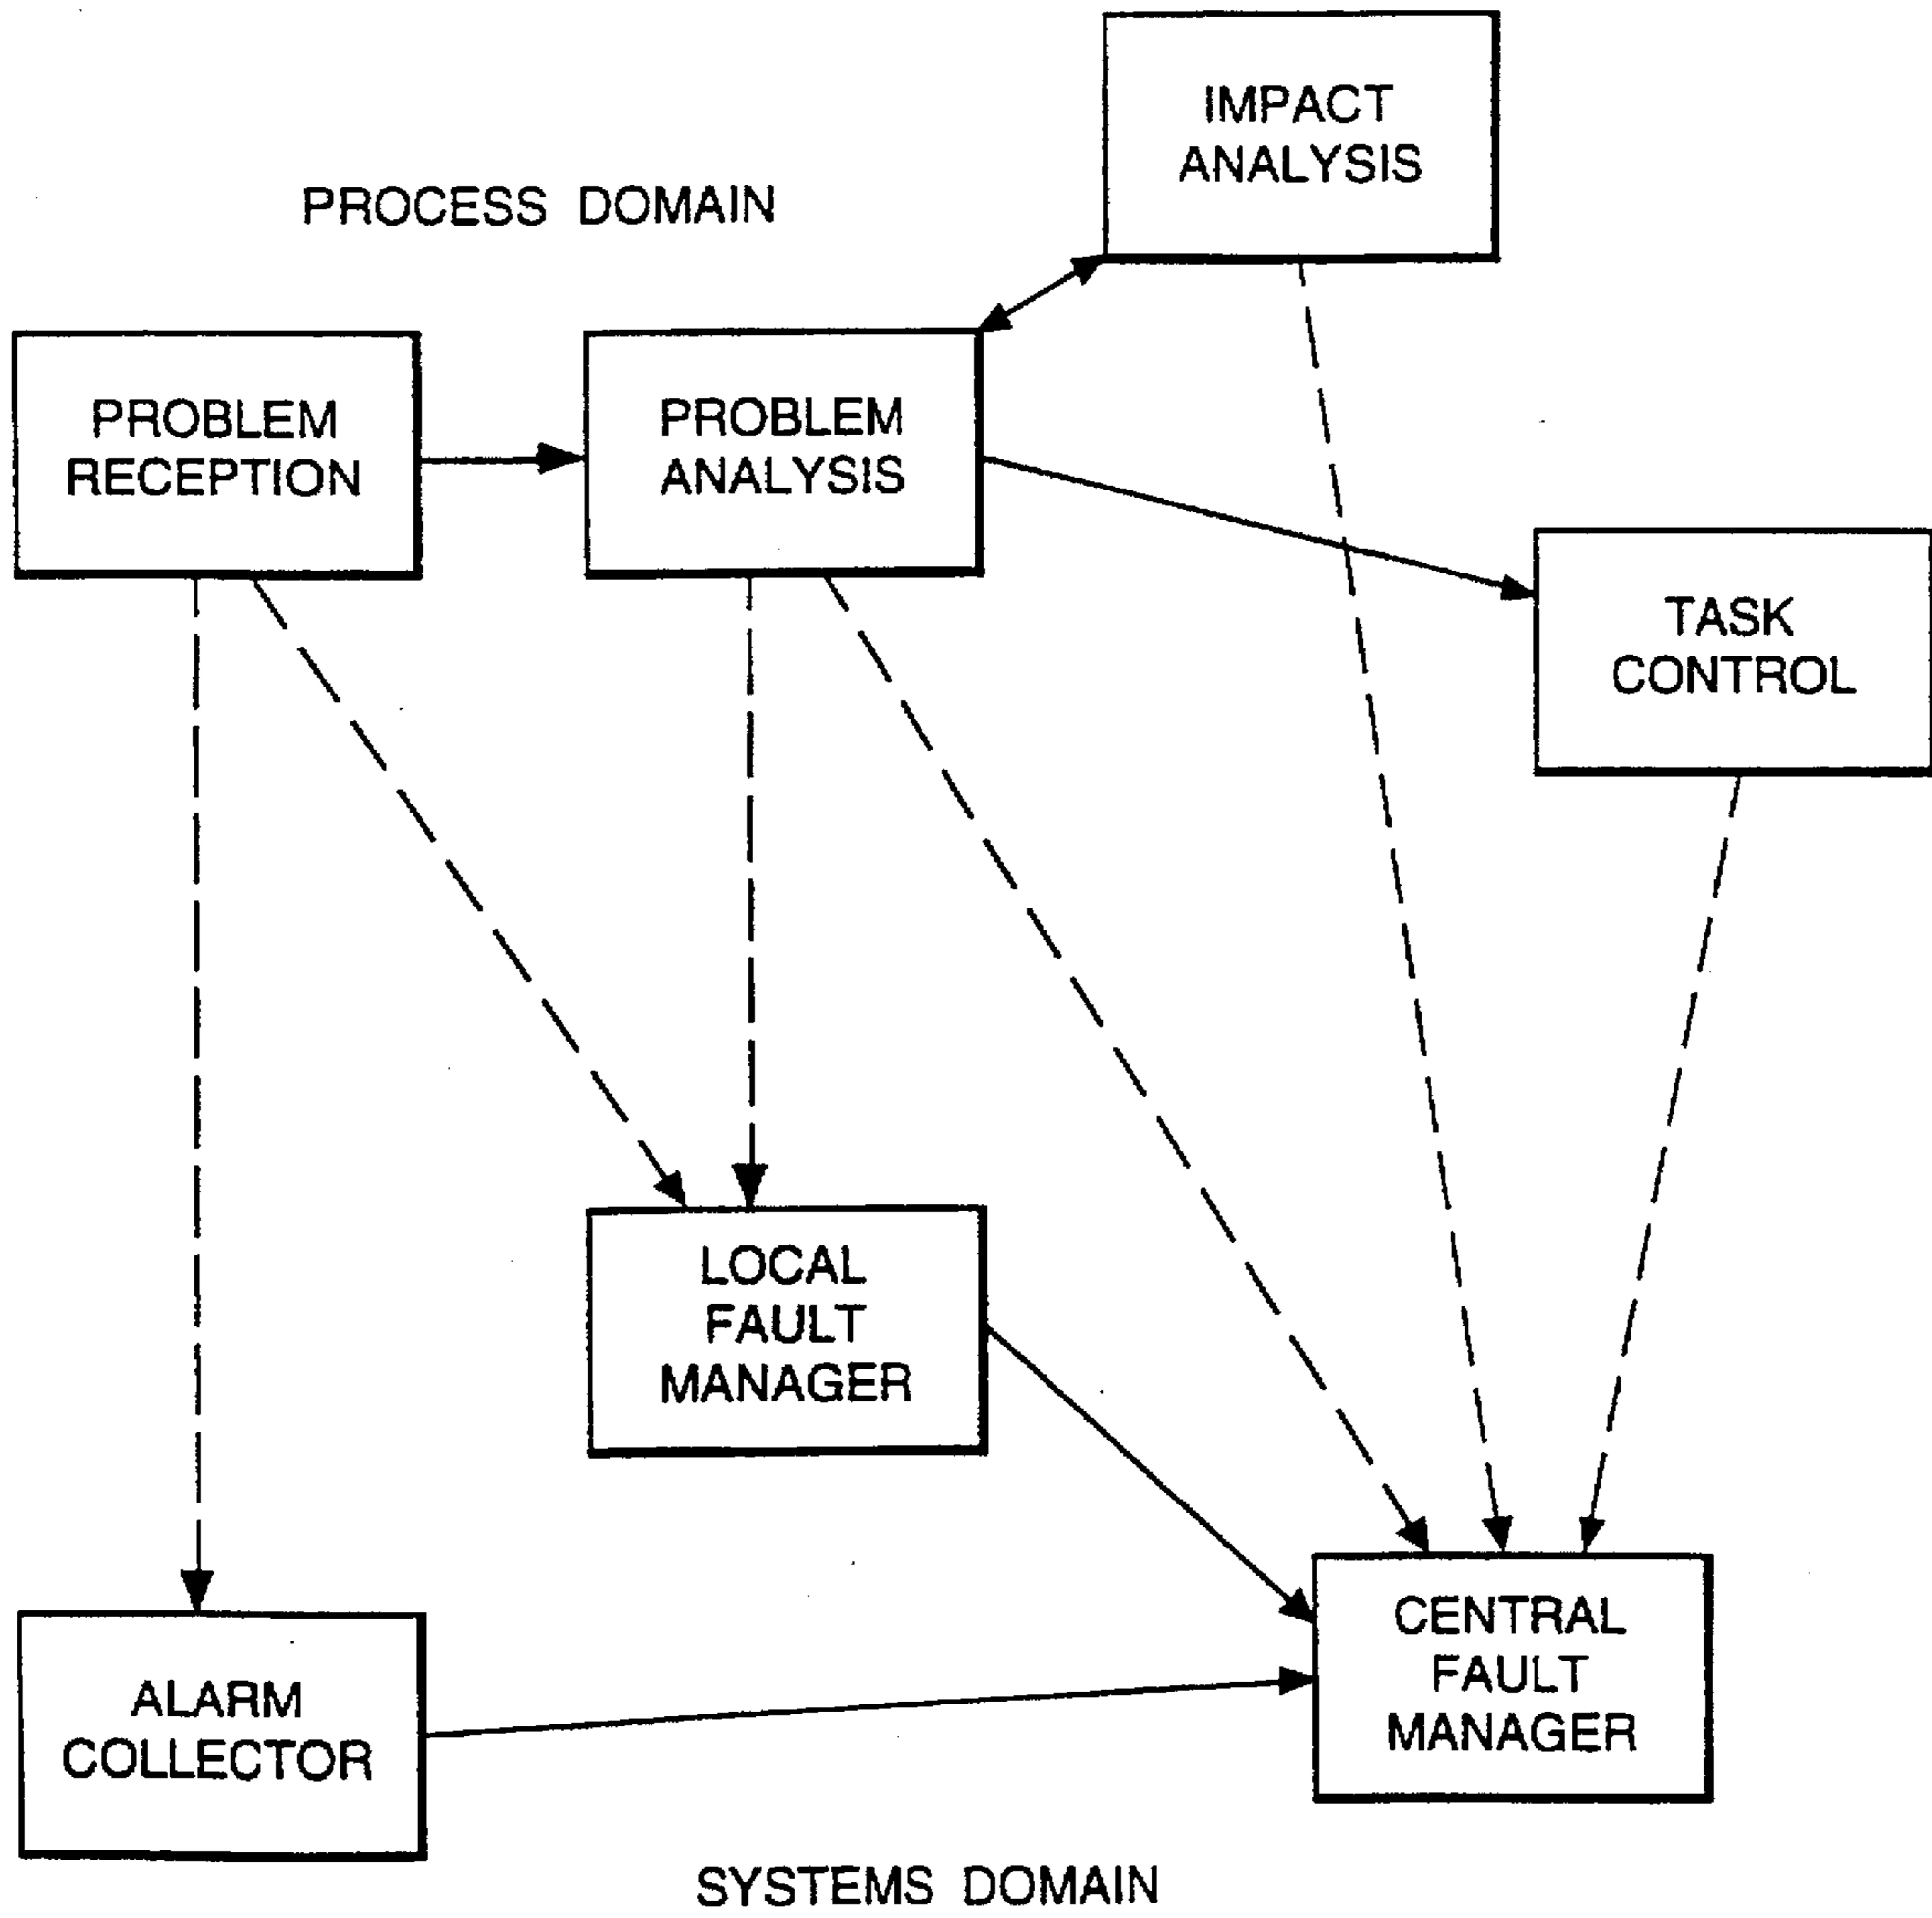 IMPACT
ANALYSIS
PROCESS DOMAIN
PROBLEM
RECEPTION
PROBLEM
ANALYSIS
TASK
CONTROL
LOCAL
FAULT
MANAGER
CENTRAL
FAULT
MANAGER
ALARM
COLLECTOR
SYSTEMS DOMAIN